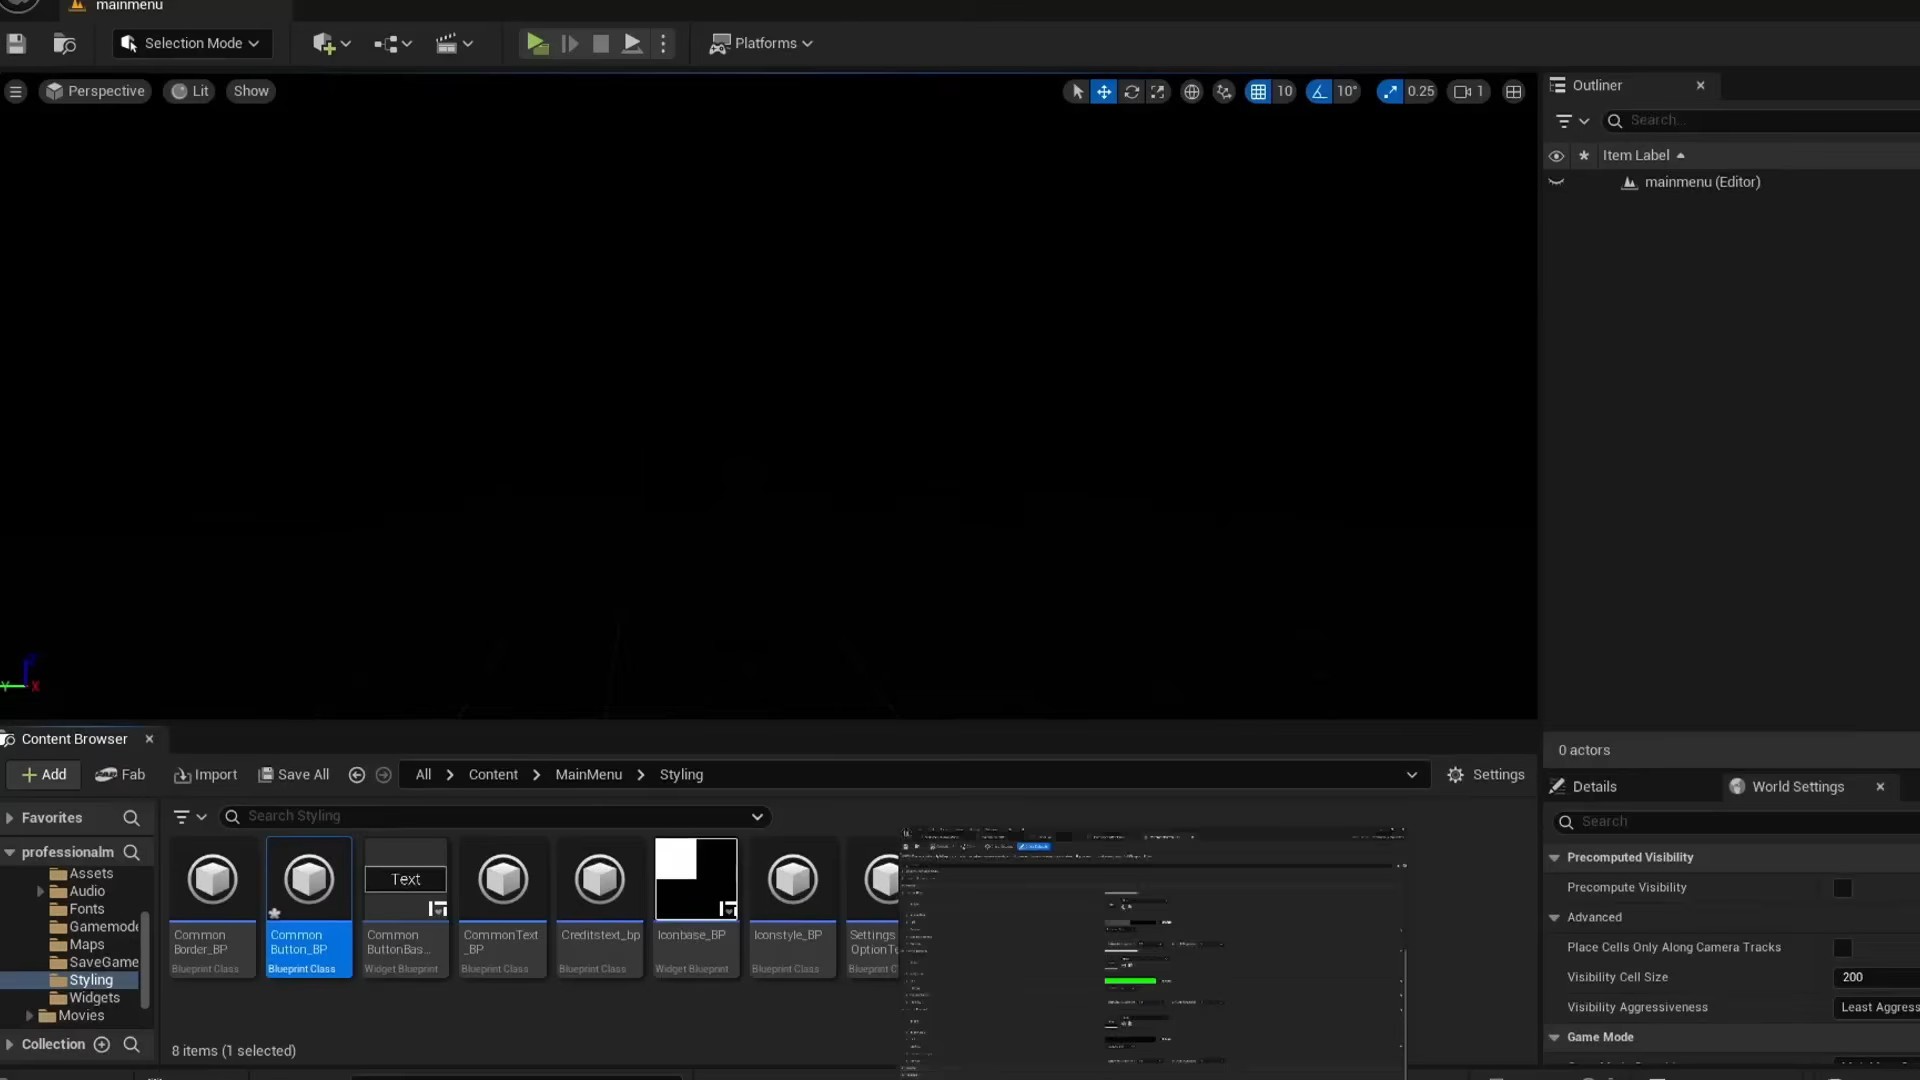 mainmenu
Selection Mode
Platforms
Perspective
Lit
Show
10
10°
0.25
1
Outliner
Search...
Item Label
mainmenu (Editor)
Y
X
0 actors
Content Browser
Add
Fab
Import
Save All
All
Content
MainMenu
Styling
Settings
Details
World Settings
Search
Favorites
professionalm
Assets
Audio
Fonts
Gamemode
Maps
SaveGame
Styling
Widgets
Movies
Collection
Search Styling
Common
Border_BP
Blueprint Class
Common
Button_BP
Blueprint Class
Text
Common
ButtonBas...
Widget Blueprint
CommonText
_BP
Blueprint Class
Creditstext_bp
Blueprint Class
Iconbase_BP
Widget Blueprint
Iconstyle_BP
Blueprint Class
Settings
OptionTe
Blueprint C
8 items (1 selected)
Precomputed Visibility
Precompute Visibility
Advanced
Place Cells Only Along Camera Tracks
Visibility Cell Size
200
Visibility Aggressiveness
Least Aggress
Game Mode